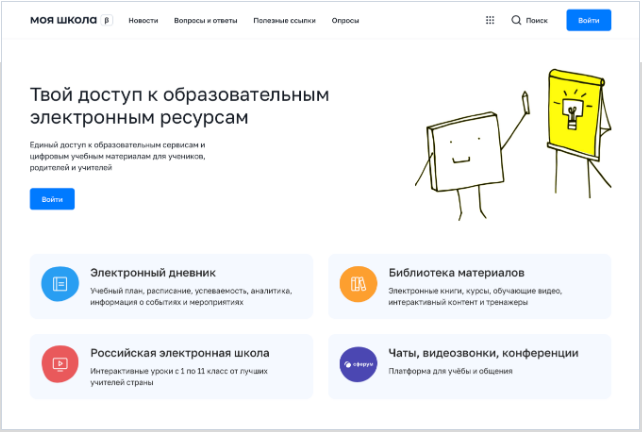 моя школа β
Новости
Вопросы и ответы
Полезные ссылки
Опросы
Поиск
Войти
Твой доступ к образовательным
электронным ресурсам
Единый доступ к образовательным сервисам и
цифровым учебным материалам для учеников,
родителей и учителей
Войти
Электронный дневник
Учебный план, расписание, успеваемость, аналитика,
информация о событиях и мероприятиях
Библиотека материалов
Электронные книги, курсы, обучающие видео,
интерактивный контент и тренажеры
Российская электронная школа
Интерактивные уроки с 1 по 11 класс от лучших
учителей страны
сферум
Чаты, видеозвонки, конференции
Платформа для учёбы и общения